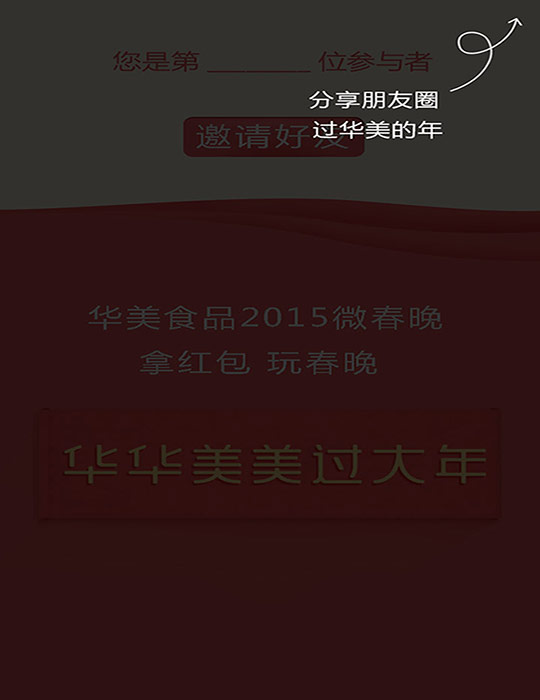 您是第 ________ 位参与者
分享朋友圈
过华美的年
邀请好友
华美食品2015微春晚
拿红包 玩春晚
华华美美过大年